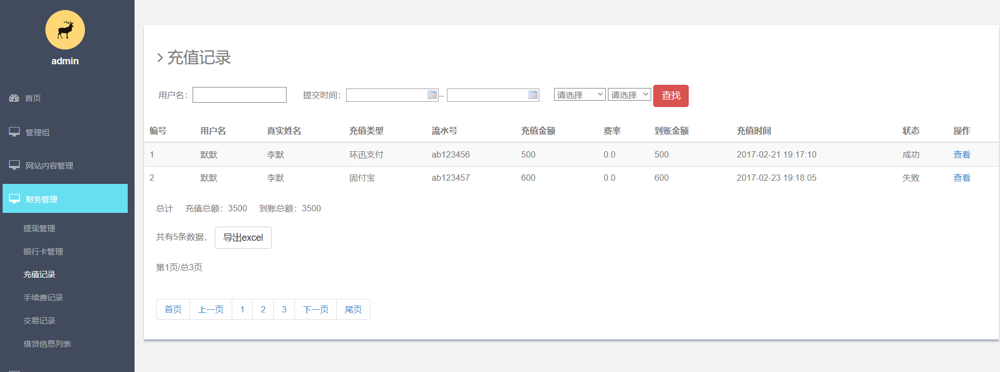 admin
首页
管理组
网站内容管理
财务管理
提现管理
银行卡管理
充值记录
手续费记录
交易记录
借贷信息列表
充值记录
用户名： 提交时间： -- 请选择 请选择 查找
编号 用户名 真实姓名 充值类型 流水号 充值金额 费率 到账金额 充值时间 状态 操作
1 默默 李默 环迅支付 ab123456 500 0.0 500 2017-02-21 19:17:10 成功 查看
2 默默 李默 固付宝 ab123457 600 0.0 600 2017-02-23 19:18:05 失败 查看
总计 充值总额：3500 到账总额：3500
共有5条数据， 导出excel
第1页/总3页
首页 上一页 1 2 3 下一页 尾页